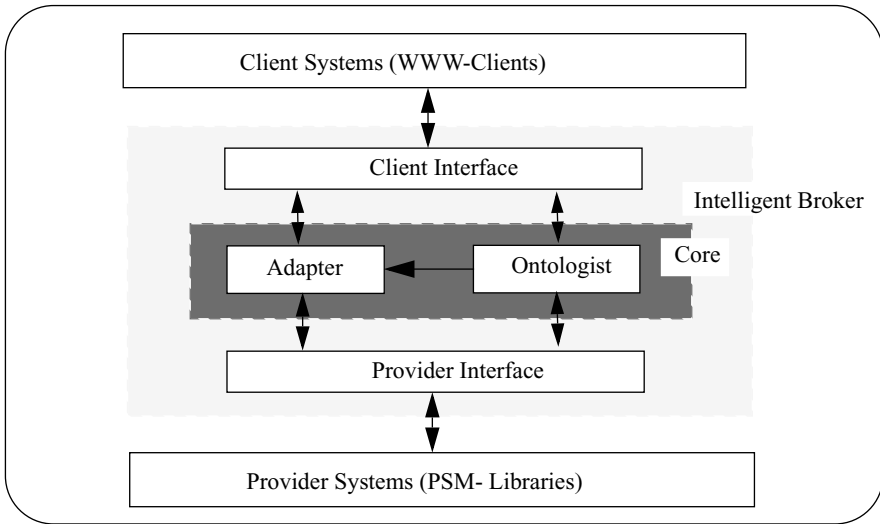 Client Systems (WWW-Clients)
Client Interface
Intelligent Broker
Core
Adapter
Ontologist
Provider Interface
Provider Systems (PSM- Libraries)